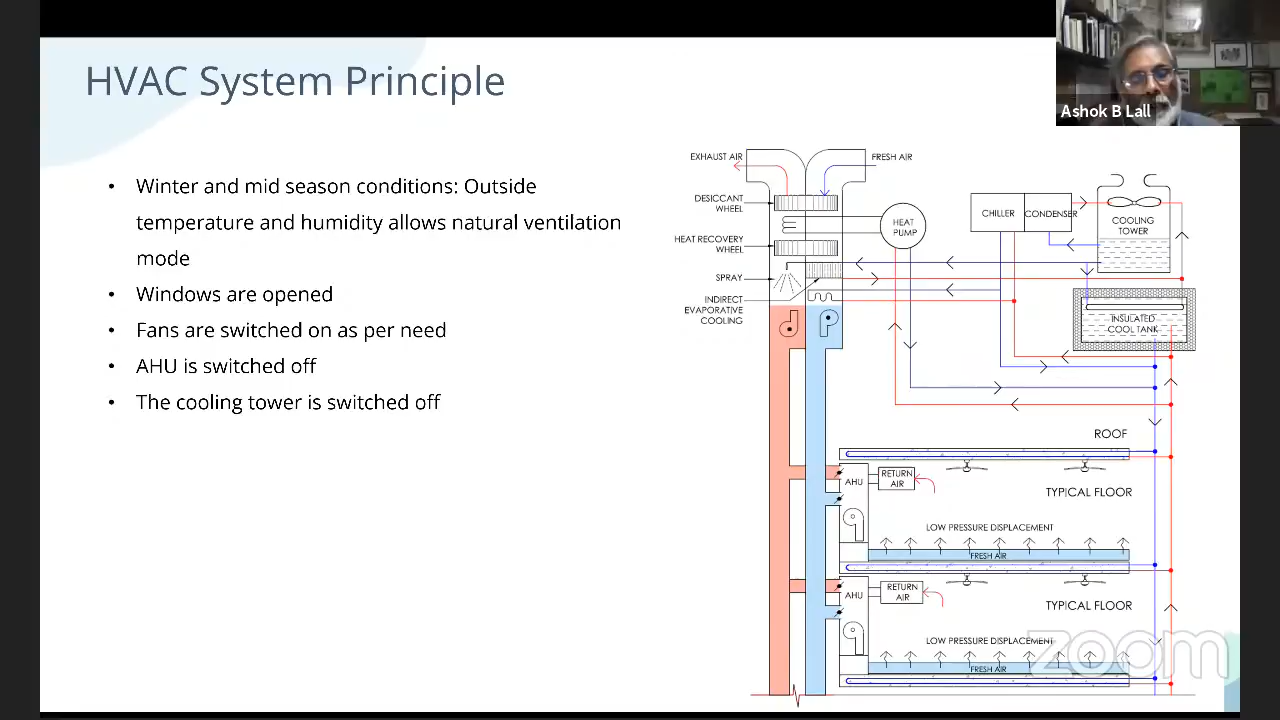 HVAC System Principle
Ashok B Lall
• Winter and mid season conditions: Outside
temperature and humidity allows natural ventilation
mode
• Windows are opened
• Fans are switched on as per need
• AHU is switched off
• The cooling tower is switched off
EXHAUST AIR
FRESH AIR
DESICCANT
WHEEL
HEAT
PUMP
CHILLER
CONDENSER
COOLING
TOWER
HEAT RECOVERY
WHEEL
SPRAY
INDIRECT
EVAPORATIVE
COOLING
INSULATED
COOL TANK
ROOF
AHU
RETURN
AIR
TYPICAL FLOOR
LOW PRESSURE DISPLACEMENT
FRESH AIR
AHU
RETURN
AIR
TYPICAL FLOOR
LOW PRESSURE DISPLACEMENT
FRESH AIR
zoom